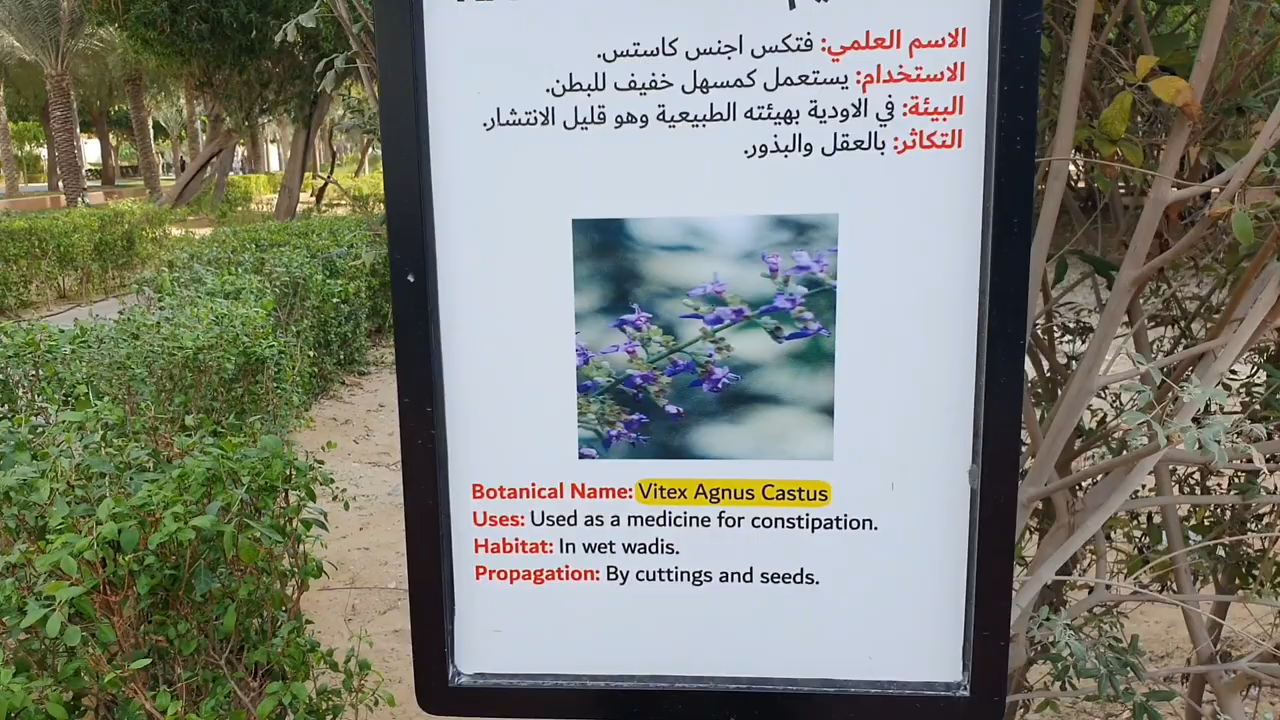 الاسم العلمي: فتكس اجنس كاستس.
الاستخدام: يستعمل كمسهل خفيف للبطن.
البيئة: في الاودية بهيئته الطبيعية وهو قليل الانتشار.
التكاثر: بالعقل والبذور.
Botanical Name: Vitex Agnus Castus
Uses: Used as a medicine for constipation.
Habitat: In wet wadis.
Propagation: By cuttings and seeds.